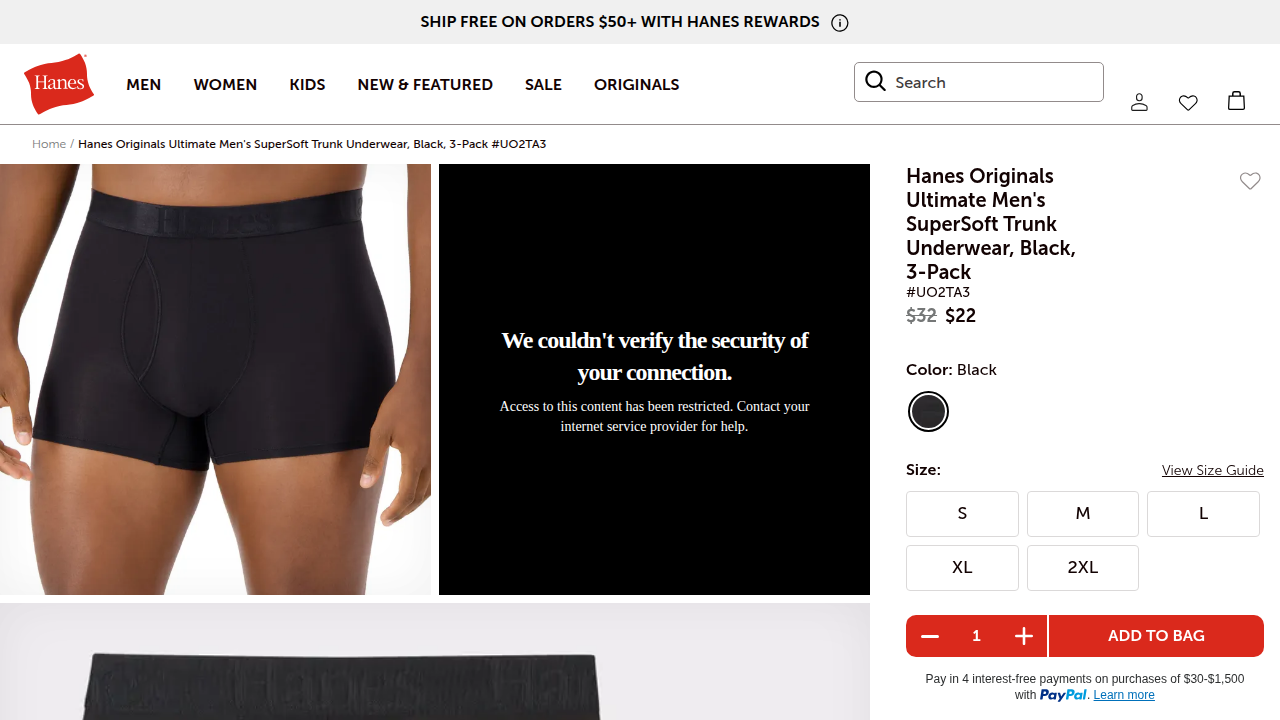 SHIP FREE ON ORDERS $50+ WITH HANES REWARDS
Hanes
MEN WOMEN KIDS NEW & FEATURED SALE ORIGINALS
Search
Home / Hanes Originals Ultimate Men's SuperSoft Trunk Underwear, Black, 3-Pack #UO2TA3
Hanes
We couldn't verify the security of
your connection.
Access to this content has been restricted. Contact your
internet service provider for help.
Hanes Originals
Ultimate Men's
SuperSoft Trunk
Underwear, Black,
3-Pack
#UO2TA3
$32 $22
Color: Black
Size: View Size Guide
S M L
XL 2XL
1 ADD TO BAG
Pay in 4 interest-free payments on purchases of $30-$1,500
with PayPal. Learn more
Hanes Han